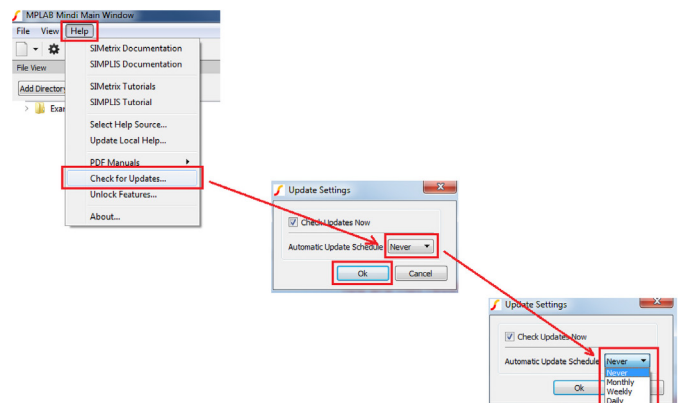 MPLAB Mindi Main Window
File View Help
SIMetrix Documentation
File View
SIMPLIS Documentation
Add Directory
SIMetrix Tutorials
SIMPLIS Tutorial
Exa
Select Help Source...
Update Local Help...
PDF Manuals
Check for Updates...
Unlock Features...
About...
Update Settings
Check Updates Now
Automatic Update Schedule Never
Ok Cancel
Update Settings
Check Updates Now
Automatic Update Schedule Never
Never
Monthly
Ok
Weekly
Daily